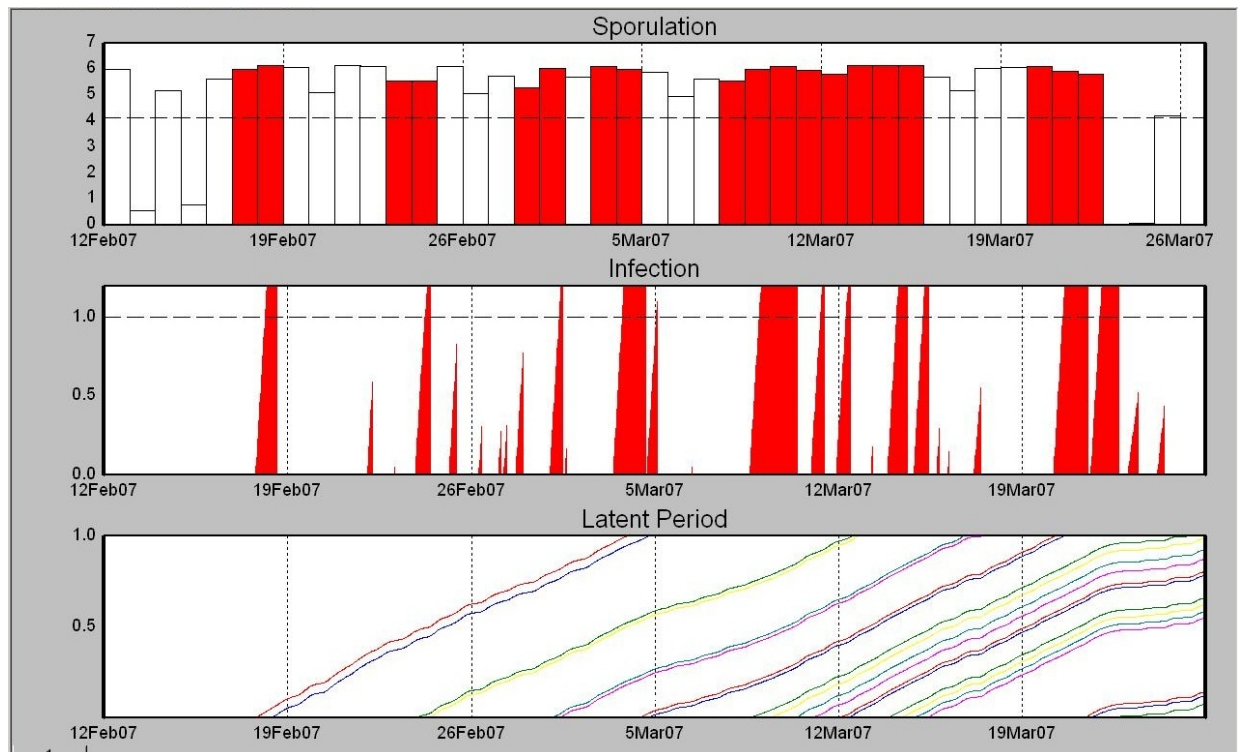 Sporulation
7
6
5
4
3
2
1
0
12Feb07 19Feb07 26Feb07 5Mar07 12Mar07 19Mar07 26Mar07
Infection
1.0
0.5
0.0
12Feb07 19Feb07 26Feb07 5Mar07 12Mar07 19Mar07
Latent Period
1.0
0.5
12Feb07 19Feb07 26Feb07 5Mar07 12Mar07 19Mar07